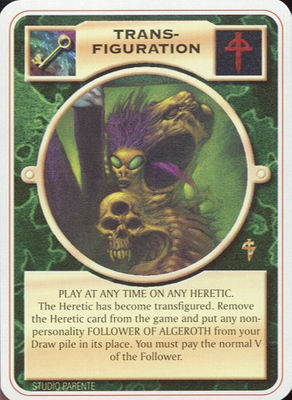 TRANS-
FIGURATION
PLAY AT ANY TIME ON ANY HERETIC.
The Heretic has become transfigured. Remove
the Heretic card from the game and put any non-
personality FOLLOWER OF ALGEROTH from your
Draw pile in its place. You must pay the normal V
of the Follower.
STUDIO PARENTE